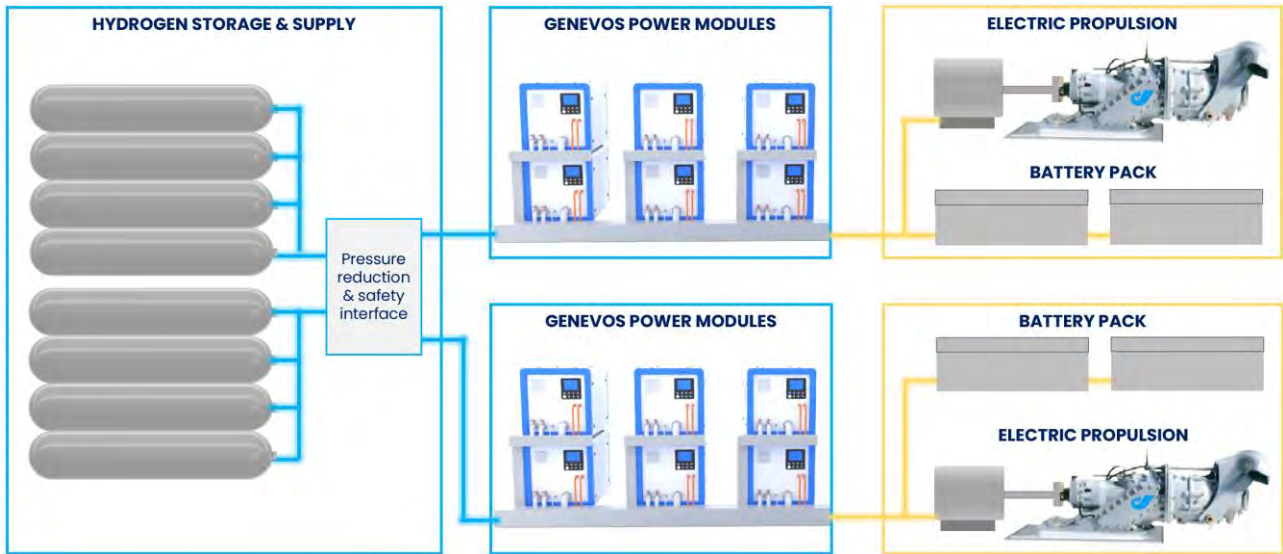 HYDROGEN STORAGE & SUPPLY
Pressure
reduction
& safety
interface
GENEVOS POWER MODULES
ELECTRIC PROPULSION
BATTERY PACK
GENEVOS POWER MODULES
BATTERY PACK
ELECTRIC PROPULSION